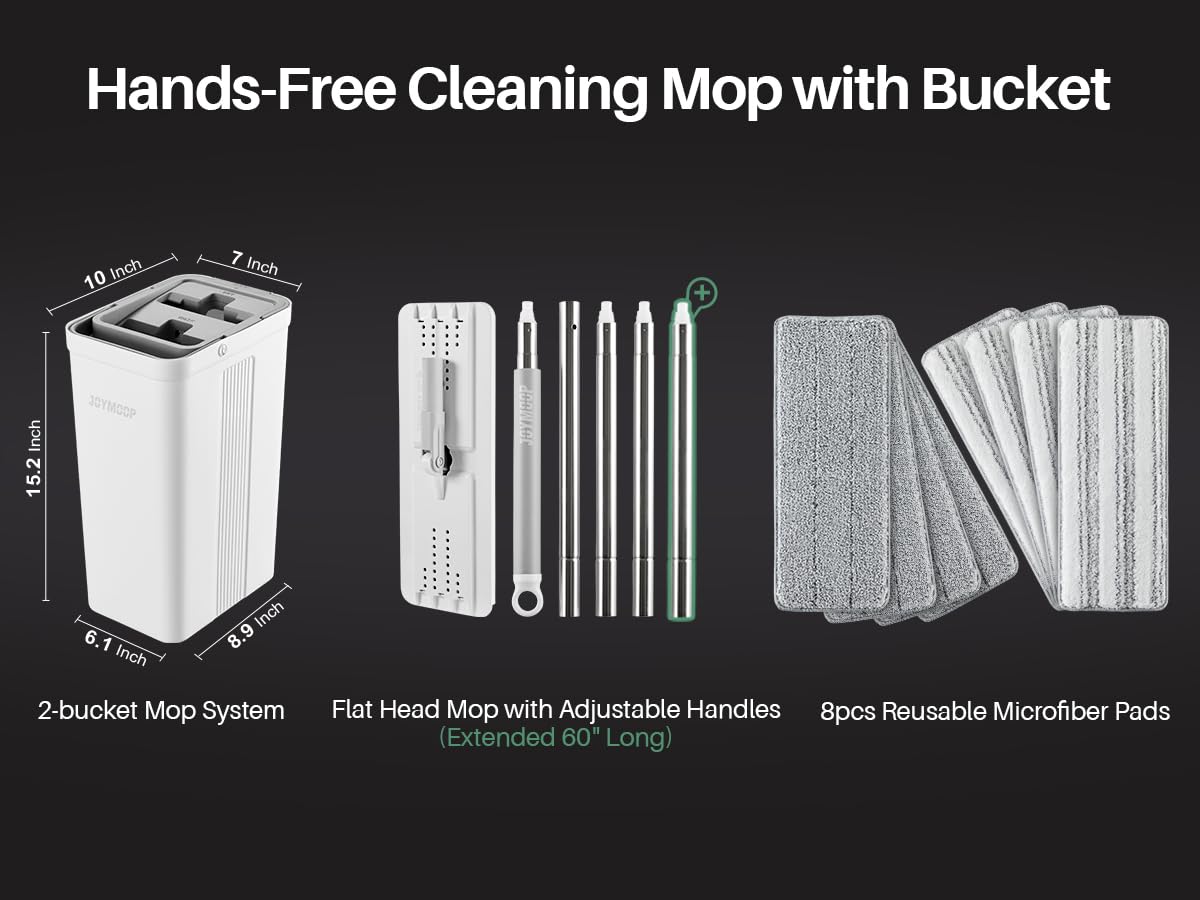 Hands-Free Cleaning Mop with Bucket
10 Inch
7 Inch
15.2 Inch
JOYMOOP
6.1 Inch
8.9 Inch
JOYMOOP
+
2-bucket Mop System
Flat Head Mop with Adjustable Handles
(Extended 60" Long)
8pcs Reusable Microfiber Pads